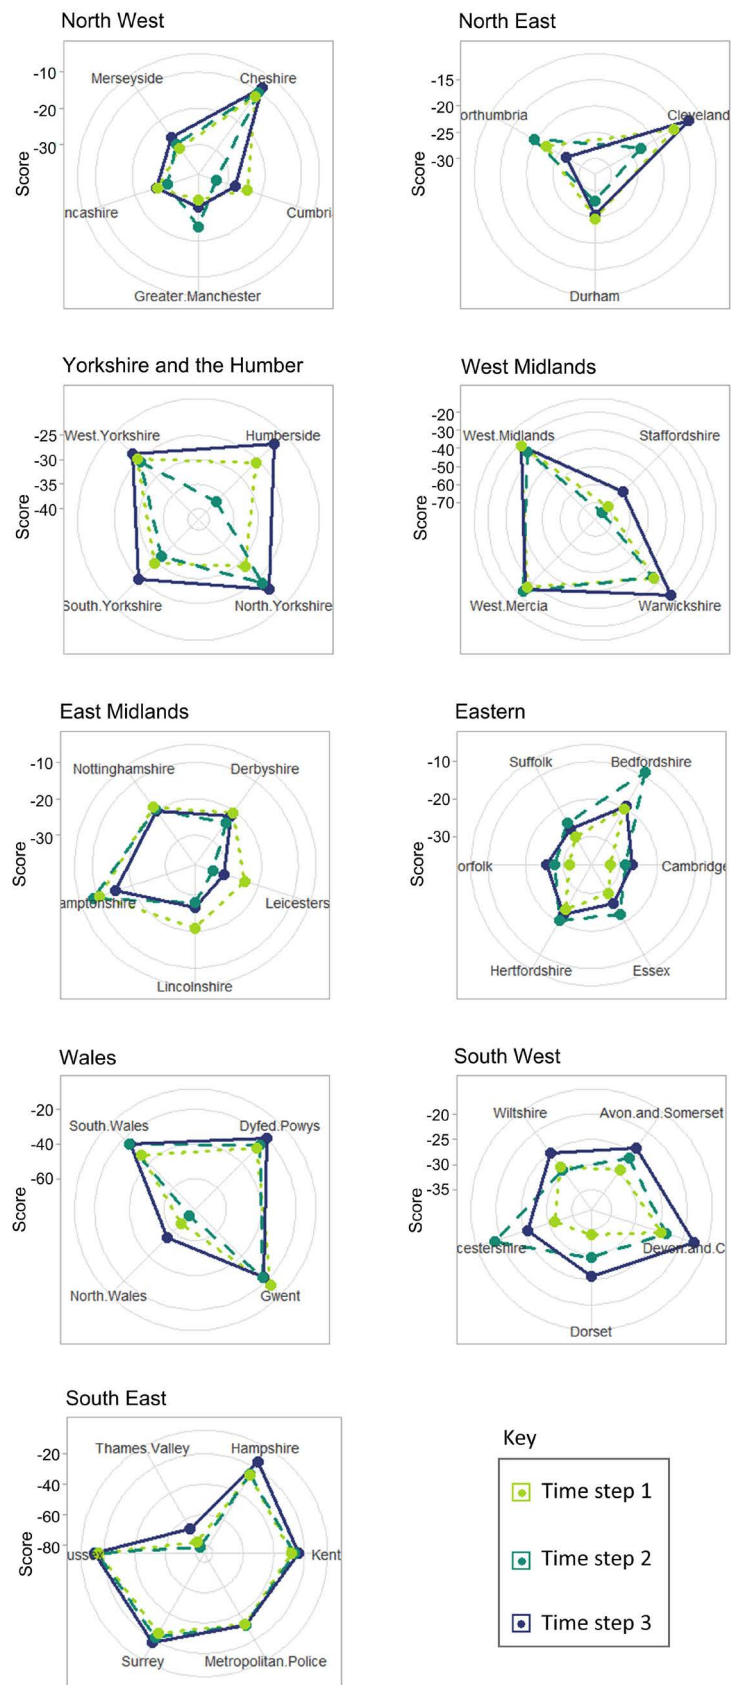 North West
North East
-10
-20
-30
Score
Merseyside
Cheshire
ncashire
Cumbri
Greater.Manchester
-15
-20
-25
-30
Score
orthumbria
Cleveland
Durham
Yorkshire and the Humber
West Midlands
-25
-30
-35
-40
Score
West.Yorkshire
Humberside
South.Yorkshire
North.Yorkshire
-20
-30
-40
-50
-60
-70
Score
West.Midlands
Staffordshire
West.Mercia
Warwickshire
East Midlands
Eastern
-10
-20
-30
Score
Nottinghamshire
Derbyshire
amptonshire
Leicesters
Lincolnshire
-10
-20
-30
Score
Suffolk
Bedfordshire
orfolk
Cambridge
Hertfordshire
Essex
Wales
South West
-20
-40
-60
Score
South.Wales
Dyfed.Powys
North.Wales
Gwent
-20
-25
-30
-35
Score
Wiltshire
Avon.and.Somerset
cestershire
Devon.and.C
Dorset
South East
-20
-40
-60
-80
Score
Thames.Valley
Hampshire
ussex
Kent
Surrey
Metropolitan.Police
Key
Time step 1
Time step 2
Time step 3